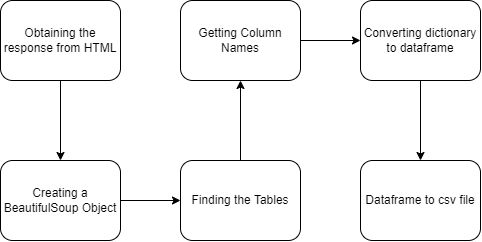 Obtaining the
response from HTML
Creating a
BeautifulSoup Object
Finding the Tables
Getting Column
Names
Converting dictionary
to dataframe
Dataframe to csv file